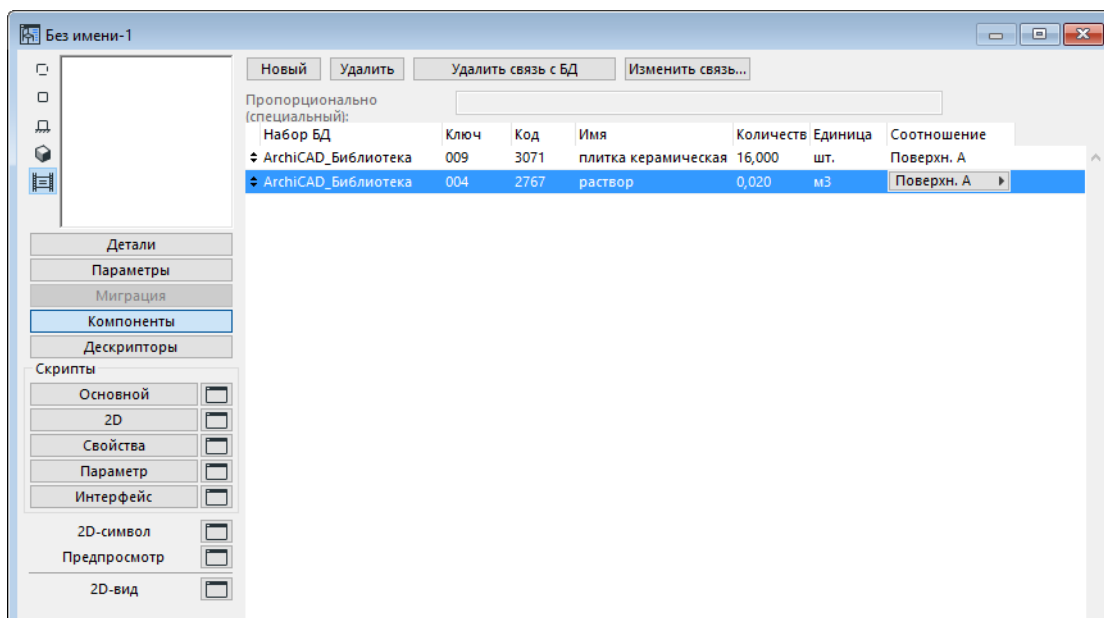 Без имени-1
Новый Удалить Удалить связь с БД Изменить связь...
Пропорционально
(специальный):
Набор БД Ключ Код Имя Количеств Единица Соотношение
ArchiCAD_Библиотека 009 3071 плитка керамическая 16,000 шт. Поверхн. А
ArchiCAD_Библиотека 004 2767 раствор 0,020 м3 Поверхн. А
Детали
Параметры
Миграция
Компоненты
Дескрипторы
Скрипты
Основной
2D
Свойства
Параметр
Интерфейс
2D-символ
Предпросмотр
2D-вид